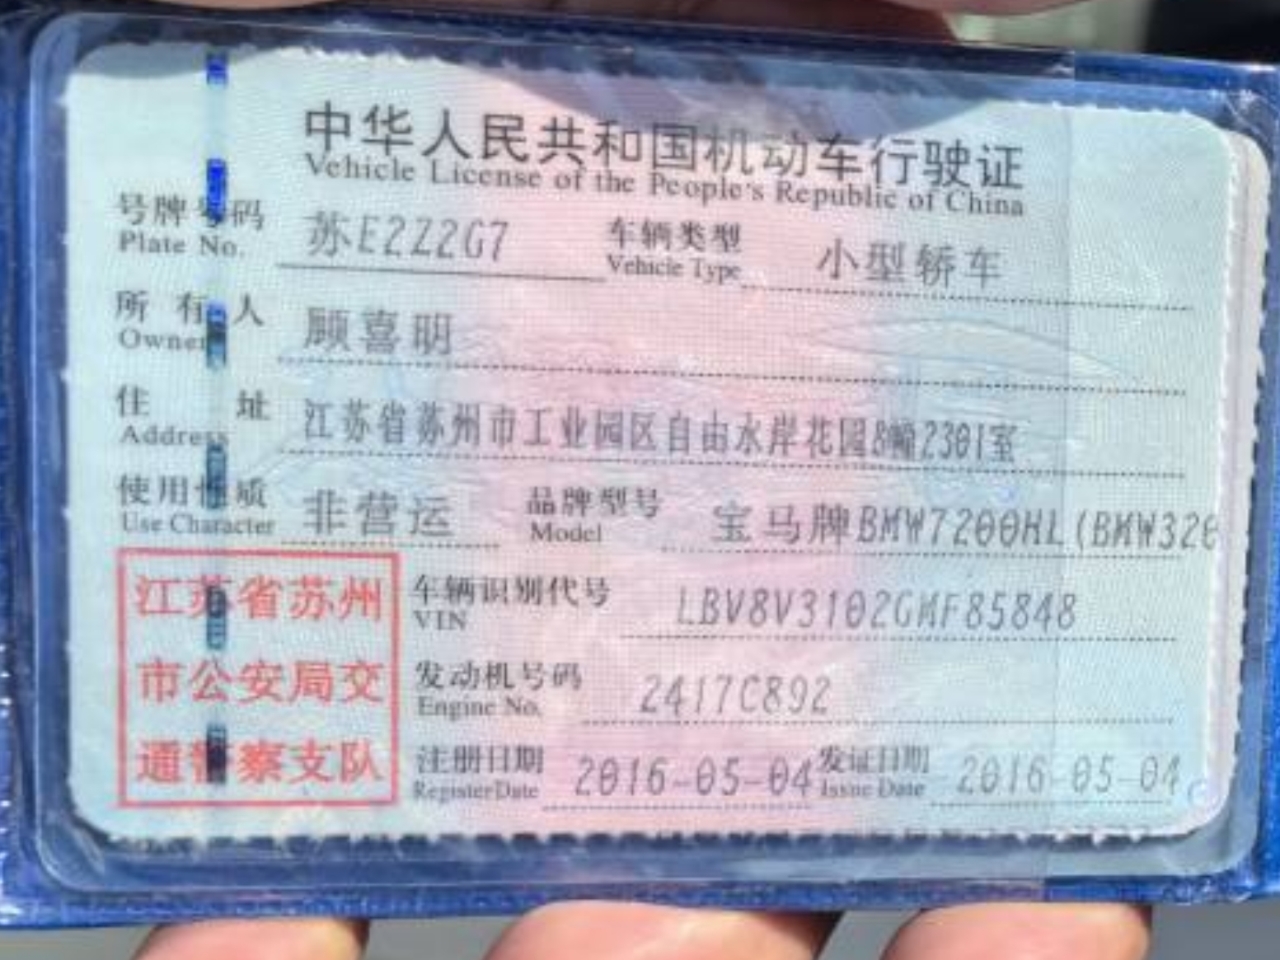 中华人民共和国机动车行驶证
Vehicle License of the People's Republic of China
号牌号码 苏E2Z2G7 车辆类型 小型轿车
Plate No. Vehicle Type
所有人 顾喜明
Owner
住址 江苏省苏州市工业园区自由水岸花园8幢2301室
Address
使用性质 非营运 品牌型号 宝马牌BMW7200HL(BMW320
Use Character Model
江苏省苏州 车辆识别代号 LBV8V3102GMF85848
VIN
市公安局交 发动机号码 2417C892
Engine No.
通警察支队 注册日期 2016-05-04 发证日期 2016-05-04
Register Date Issue Date